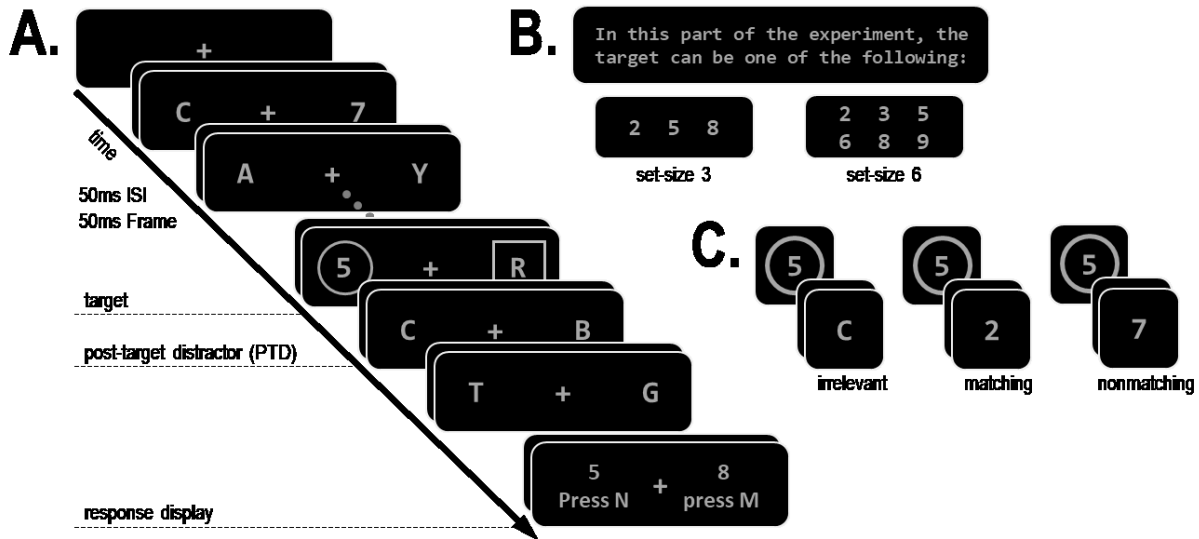 A.
+
C + 7
A + Y
time
50ms ISI
50ms Frame
5 + R
target
C + B
post-target distractor (PTD)
T + G
5 + 8
Press N press M
response display
B.
In this part of the experiment, the
target can be one of the following:
2 5 8
set-size 3
2 3 5
6 8 9
set-size 6
C.
5 5 5
C 2 7
irrelevant matching nonmatching